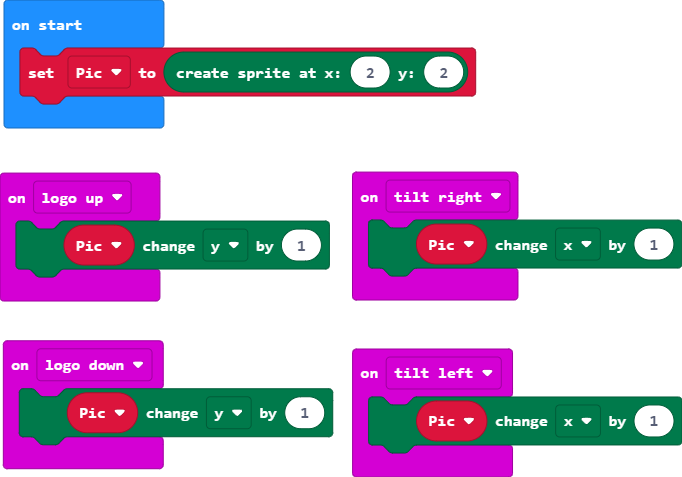 on start
set Pic to create sprite at x: 2 y: 2
on logo up
Pic change y by 1
on tilt right
Pic change x by 1
on logo down
Pic change y by 1
on tilt left
Pic change x by 1